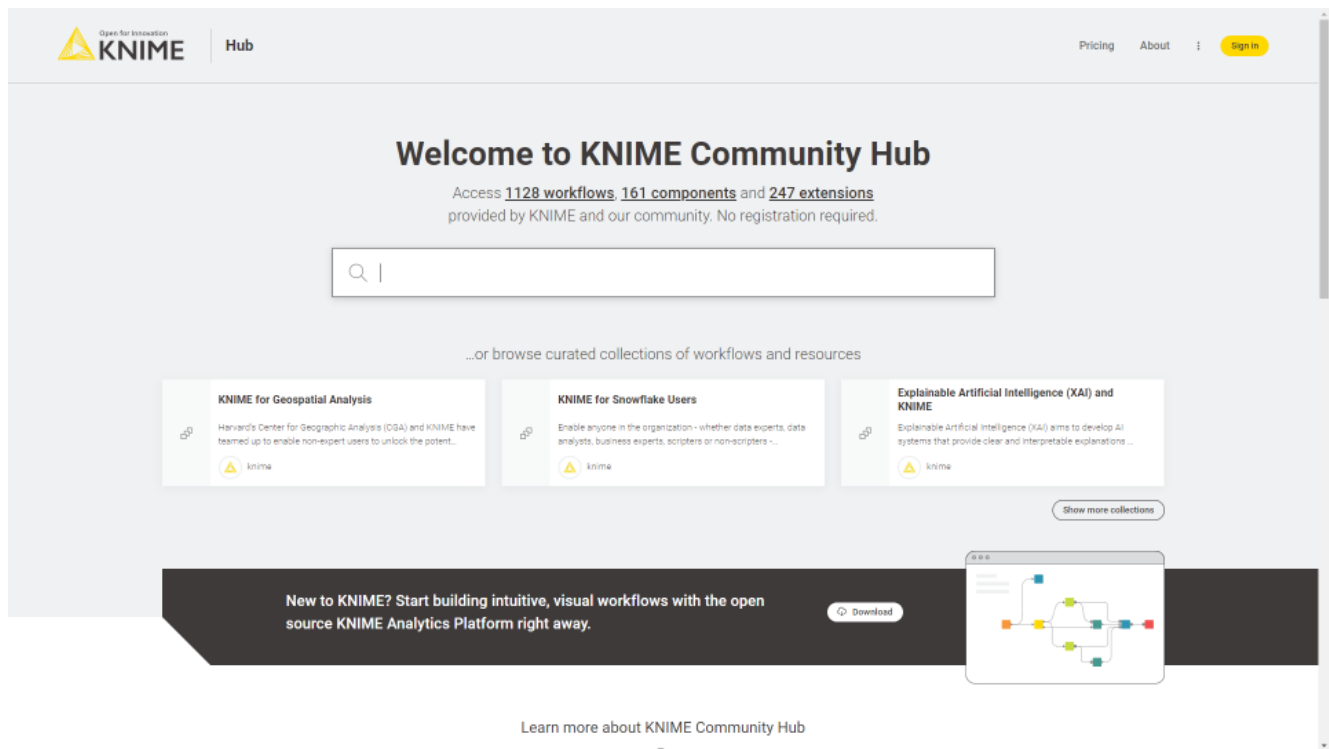 Open for Innovation
KNIME
Hub
Pricing
About
Sign in
Welcome to KNIME Community Hub
Access 1128 workflows, 161 components and 247 extensions
provided by KNIME and our community. No registration required.
...or browse curated collections of workflows and resources
KNIME for Geospatial Analysis
Harvard's Center for Geographic Analysis (CGA) and KNIME have
teamed up to enable non-expert users to unlock the potent...
knime
KNIME for Snowflake Users
Enable anyone in the organization - whether data experts, data
analysts, business experts, scripters or non-scripters -...
knime
Explainable Artificial Intelligence (XAI) and
KNIME
Explainable Artificial Intelligence (XAI) aims to develop AI
systems that provide clear and interpretable explanations ...
knime
Show more collections
New to KNIME? Start building intuitive, visual workflows with the open
source KNIME Analytics Platform right away.
Download
Learn more about KNIME Community Hub